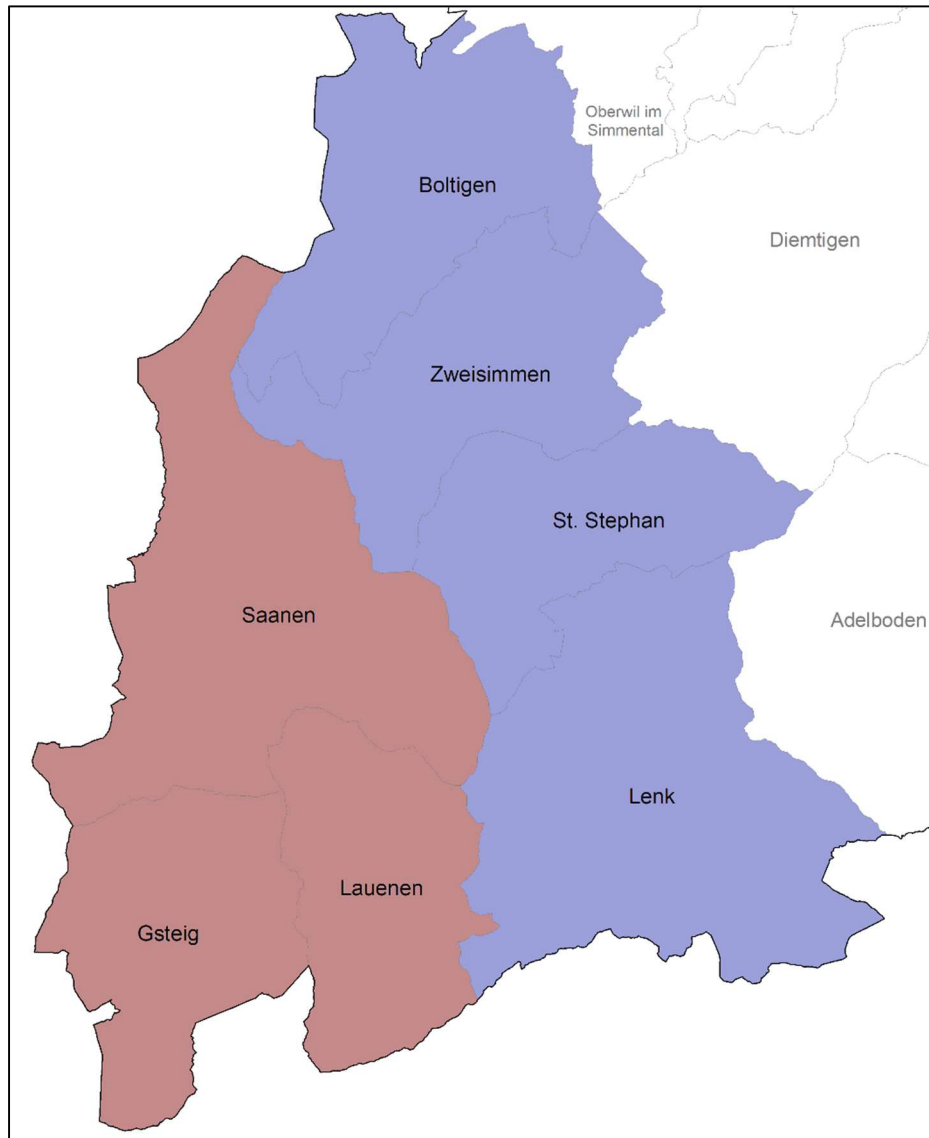 Oberwil im
Simmental
Boltigen
Diemtigen
Zweisimmen
St. Stephan
Saanen
Adelboden
Lenk
Lauenen
Gsteig